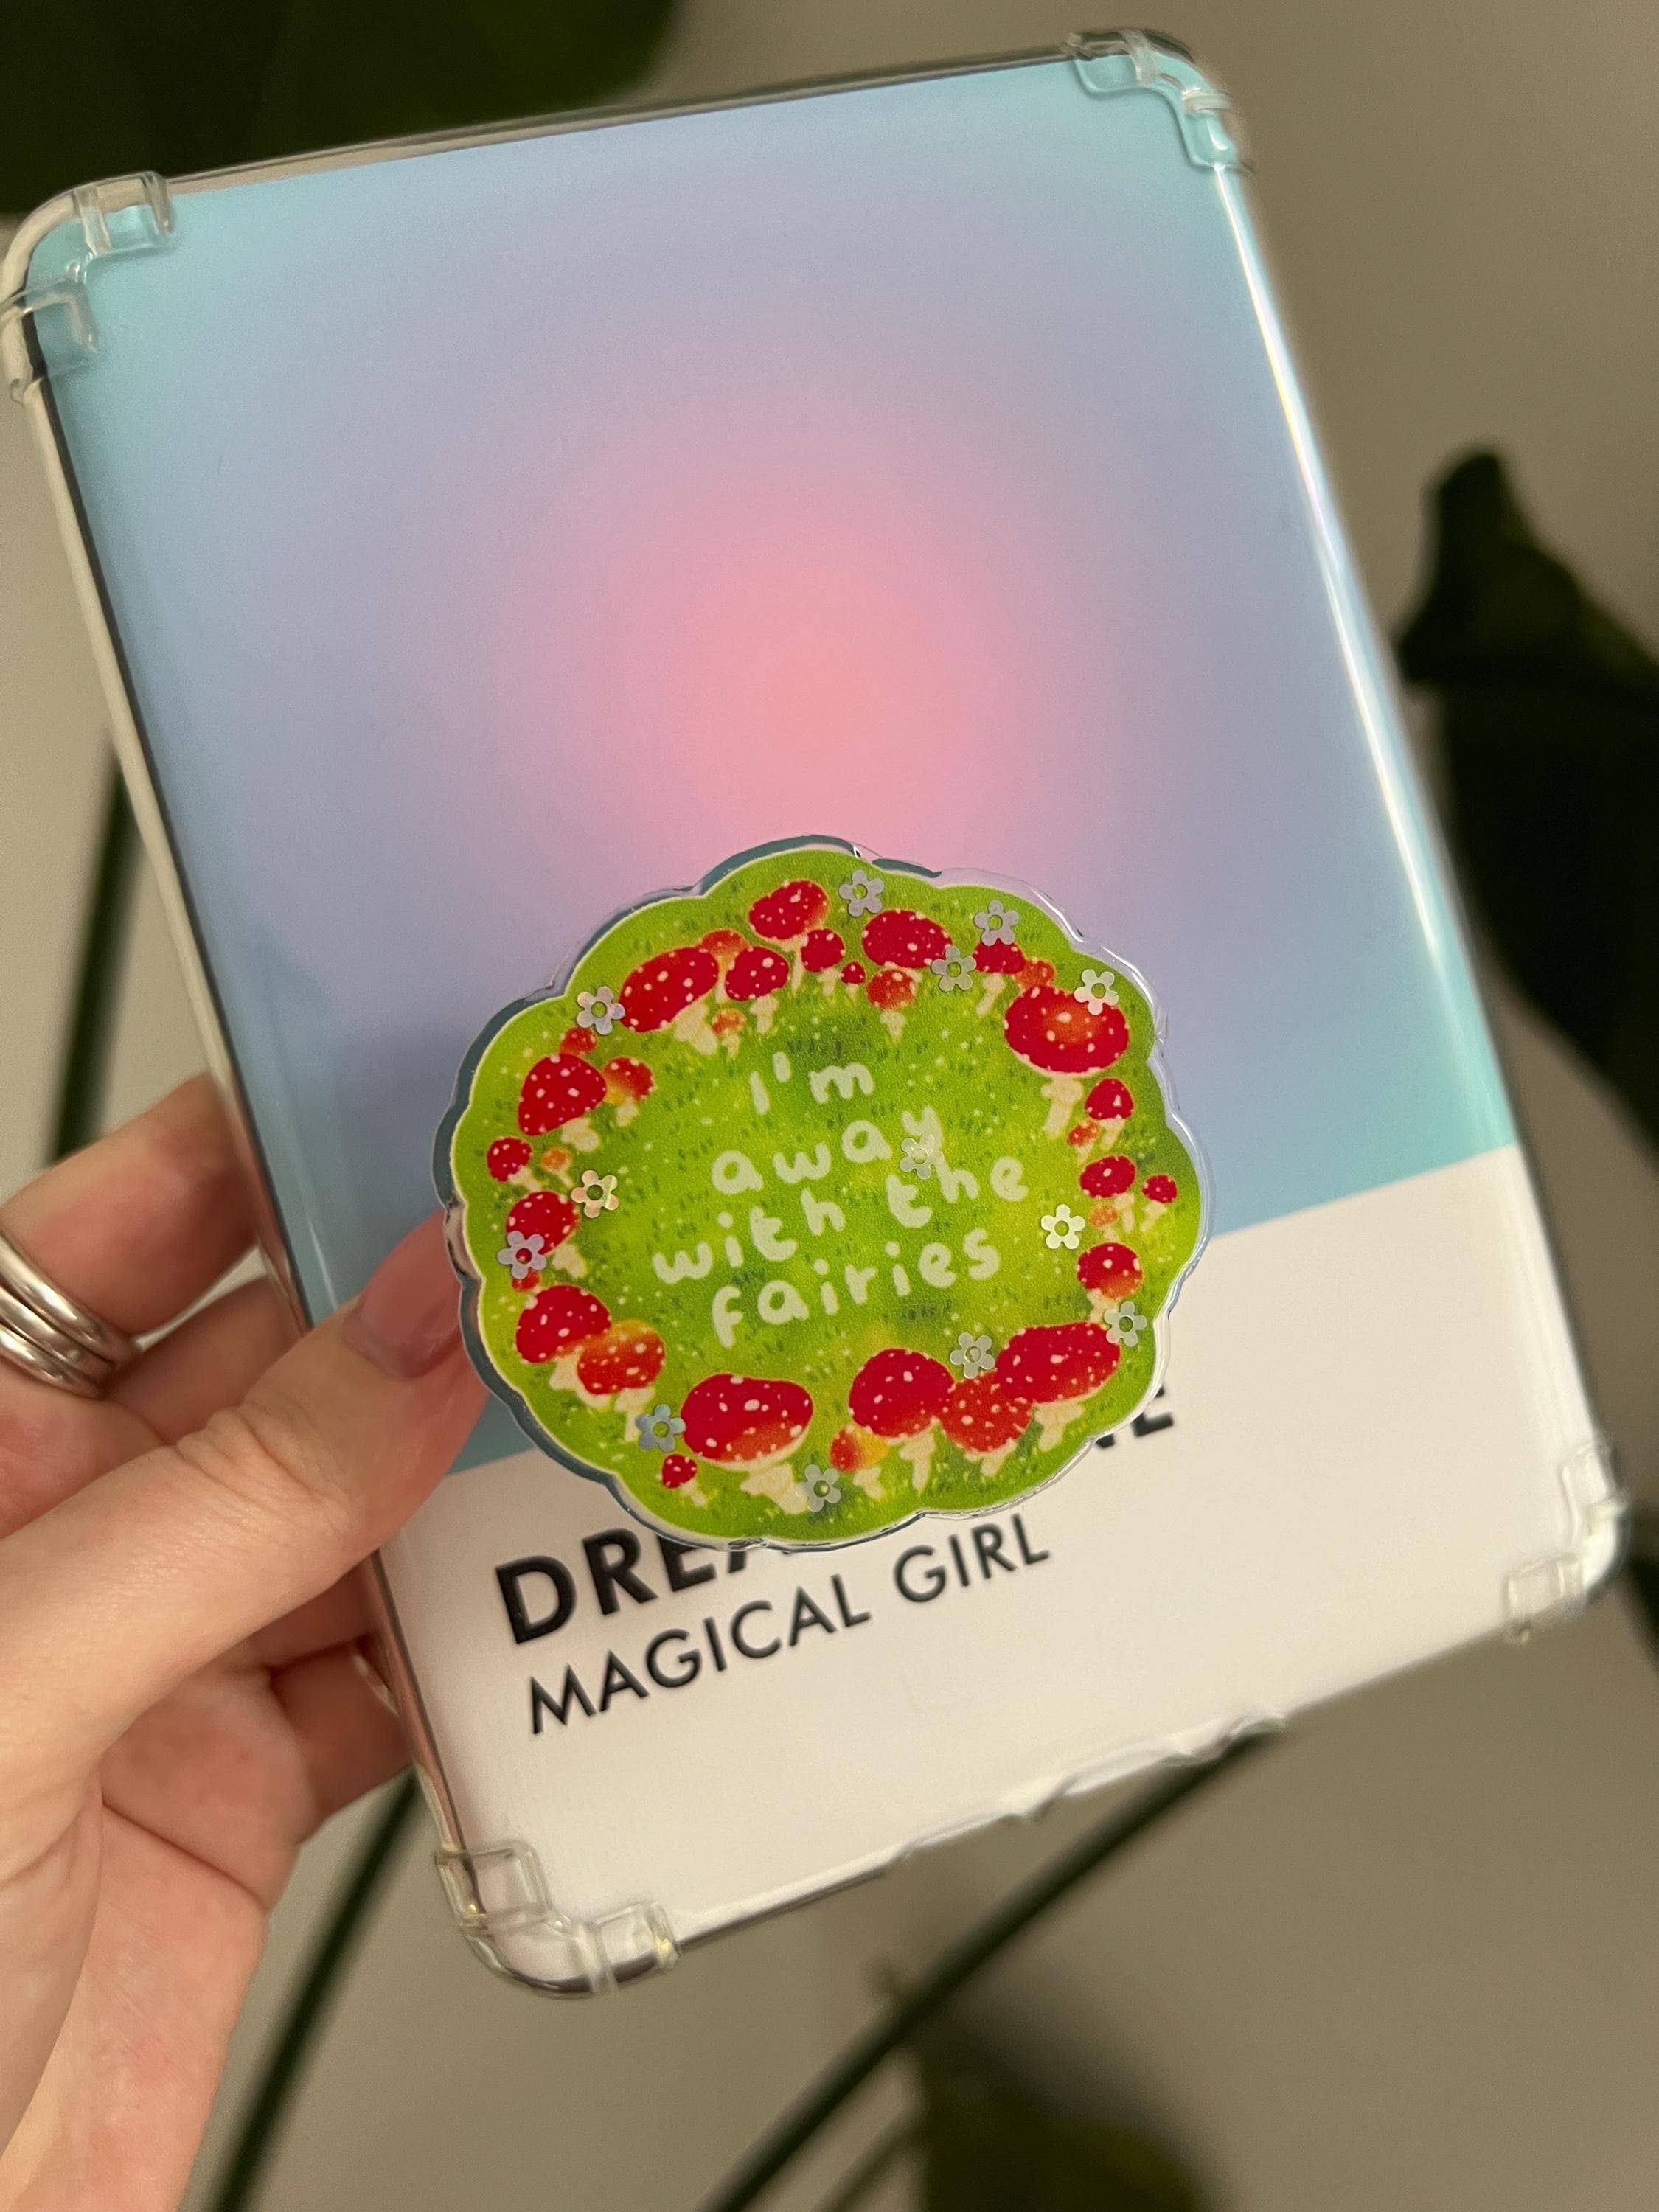 I'm
away
with the
fairies
MAGICAL GIRL